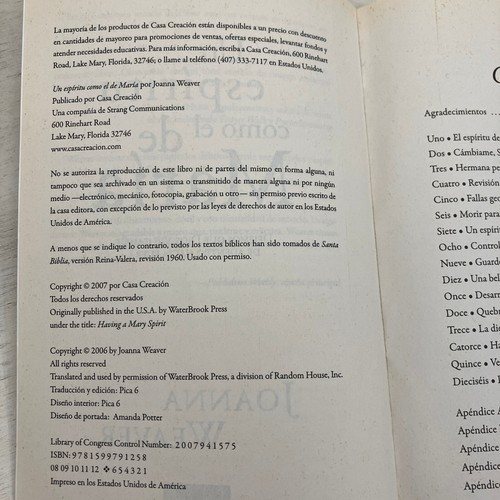 La mayoría de los productos de Casa Creación están disponibles a un precio con descuento
en cantidades de mayoreo para promociones de ventas, ofertas especiales, levantar fondos y
atender necesidades educativas. Para más información, escriba a Casa Creación, 600 Rinehart
Road, Lake Mary, Florida, 32746; o llame al teléfono (407) 333-7117 en Estados Unidos.
Un espíritu como el de María por Joanna Weaver
Publicado por Casa Creación
Una compañía de Strang Communications
600 Rinehart Road
Lake Mary, Florida 32746
www.casacreacion.com
No se autoriza la reproducción de este libro ni de partes del mismo en forma alguna, ni
tampoco que sea archivado en un sistema o transmitido de manera alguna ni por ningún
medio —electrónico, mecánico, fotocopia, grabación u otro— sin permiso previo escrito de
la casa editora, con excepción de lo previsto por las leyes de derechos de autor en los Estados
Unidos de América.
A menos que se indique lo contrario, todos los textos bíblicos han sido tomados de Santa
Biblia, versión Reina-Valera, revisión 1960. Usado con permiso.
Copyright © 2007 por Casa Creación
Todos los derechos reservados
Originally published in the U.S.A. by WaterBrook Press
under the title: Having a Mary Spirit
Copyright © 2006 by Joanna Weaver
All rights reserved
Translated and used by permission of WaterBrook Press, a division of Random House, Inc.
Traducción y edición: Pica 6
Diseño interior: Pica 6
Diseño de portada: Amanda Potter
Library of Congress Control Number: 2007941575
ISBN: 9781599791258
08 09 10 11 12 ❖ 654321
Impreso en los Estados Unidos de América
Agradecimientos ...
Uno • El espíritu de
Dos • Cámbiame, S
Tres • Hermana pe
Cuatro • Revisión
Cinco • Fallas geo
Seis • Morir para
Siete • Un espíri
Ocho • Control
Nueve • Guard
Diez • Una bel
Once • Desarr
Doce • Queb
Trece • La di
Catorce • Ha
Quince • Ve
Dieciséis •
Apéndice A
Apéndice
Apéndice
Apéndice
Apéndice